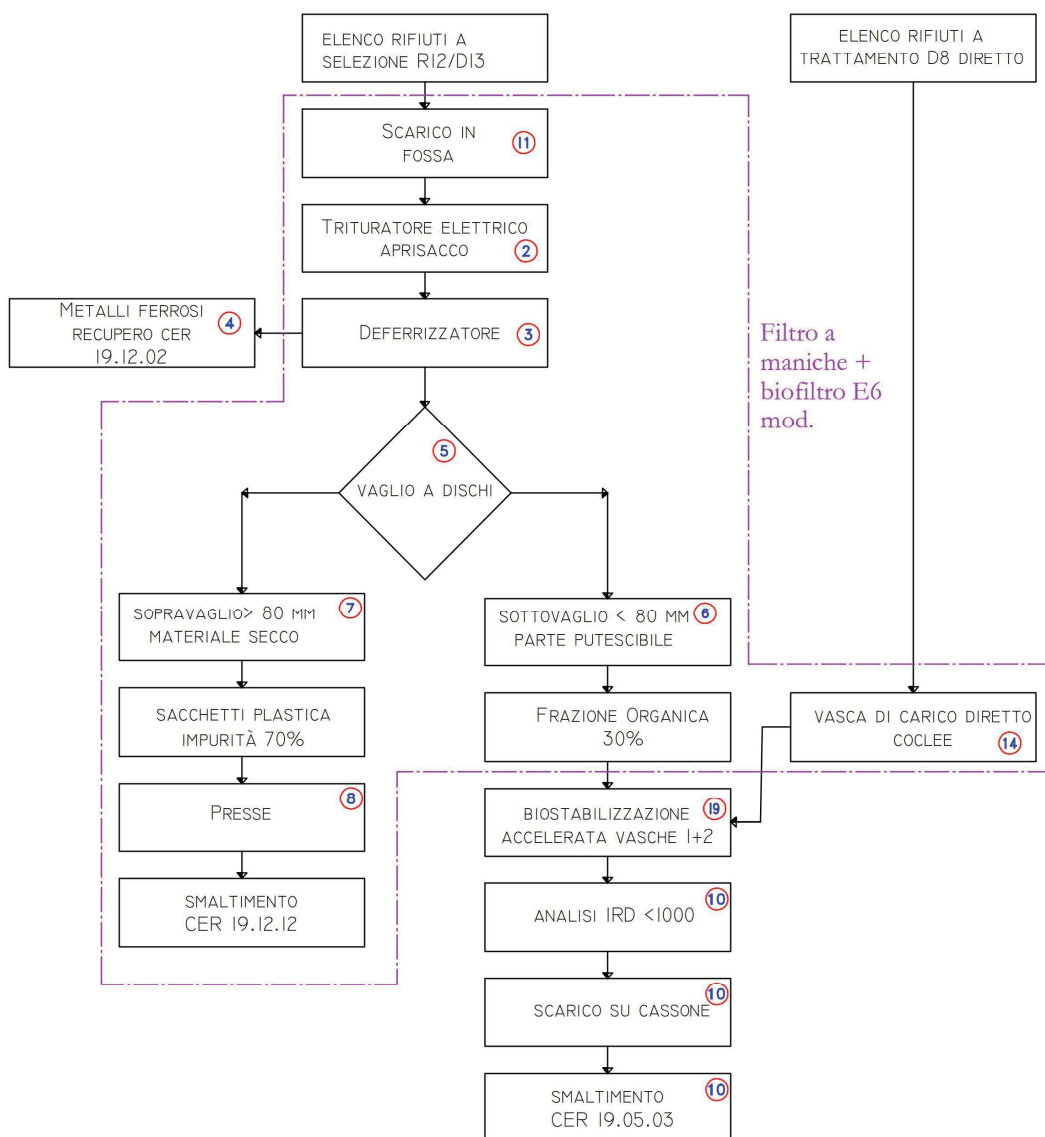 ELENCO RIFIUTI A
SELEZIONE R12/D13
ELENCO RIFIUTI A
TRATTAMENTO D8 DIRETTO
SCARICO IN
FOSSA
11
TRITURATORE ELETTRICO
APRISACCO
2
METALLI FERROSI
RECUPERO CER
19.12.02
4
DEFERRIZZATORE
3
Filtro a
maniche +
biofiltro E6
mod.
5
VAGLIO A DISCHI
SOPRAVAGLIO> 80 MM
MATERIALE SECCO
7
SOTTOVAGLIO < 80 MM
PARTE PUTESCIBILE
6
SACCHETTI PLASTICA
IMPURITÀ 70%
FRAZIONE ORGANICA
30%
VASCA DI CARICO DIRETTO
COCLEE
14
PRESSE
8
BIOSTABILIZZAZIONE
ACCELERATA VASCHE 1+2
19
SMALTIMENTO
CER 19.12.12
ANALISI IRD <1000
10
SCARICO SU CASSONE
10
SMALTIMENTO
CER 19.05.03
10